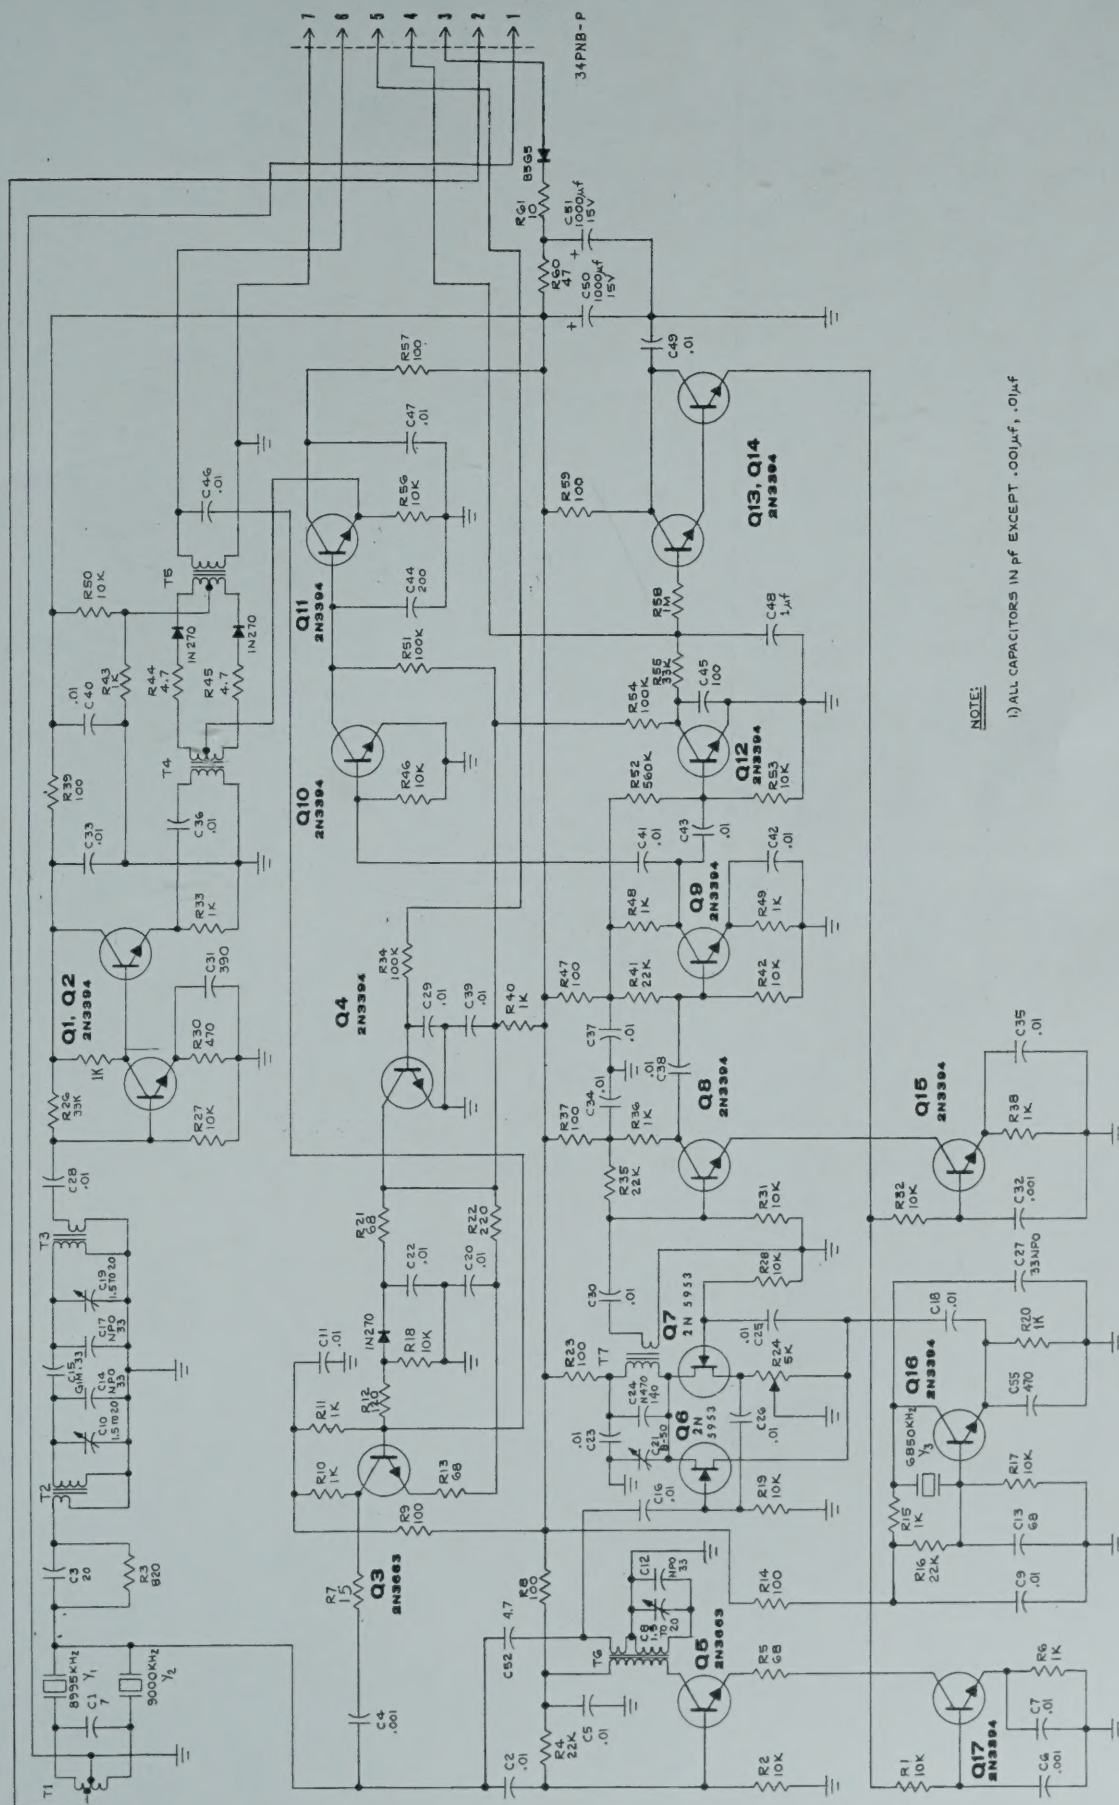 7
6
5
4
3
2
1
34PNB-P
T1
8995KHz
Y1
C1
7
9000KHz
Y2
C3
20
R3
820
T2
C10
1.5 TO 20
C14
NPO
33
C15
GIM.33
C17
NPO
33
C19
1.5 TO 20
T3
C28
.01
R26
33K
R27
10K
1K
Q1, Q2
2N3394
R30
470
C31
390
R33
1K
C33
.01
R39
100
C40
.01
R43
1K
R50
10K
C36
.01
T4
R44
4.7
1N270
R45
4.7
1N270
T5
C46
.01
C4
.001
R7
15
Q3
2N3663
R10
1K
R11
1K
C11
.01
R12
120
R13
68
R9
100
1N270
R18
10K
R21
68
C22
.01
C20
.01
R22
220
Q4
2N3394
R34
100K
C29
.01
C39
.01
R40
1K
Q10
2N3394
R46
10K
R51
100K
Q11
2N3394
C44
200
R56
10K
C47
.01
R57
100
C2
.01
C52
4.7
R4
22K
C5
.01
R8
100
T6
C8
1.5
TO
20
C12
NPO
33
Q5
2N3663
R2
10K
R5
68
R14
100
C16
.01
R19
10K
C23
.01
C21
8-50
C24
N470
140
T7
R23
100
Q6
2N
5953
Q7
2N 5953
C26
.01
R24
5K
C25
.01
R28
10K
C30
.01
R31
10K
R35
22K
R36
1K
R37
100
C34
.01
C37
.01
C38
.01
Q8
2N3394
R47
100
R41
22K
R42
10K
R48
1K
Q9
2N3394
R49
1K
C42
.01
C41
.01
C43
.01
R52
560K
R53
10K
Q12
2N3394
R54
100K
R55
33K
C45
100
C48
1µf
R58
1M
R59
100
Q13, Q14
2N3394
C49
.01
C50
1000µf
15V
+
R60
47
C51
1000µf
15V
+
R61
10
B5G5
R1
10K
Q17
2N3394
C6
.001
C7
.01
R6
1K
C9
.01
R16
22K
R15
1K
C13
68
6850KHz
Y3
R17
10K
Q16
2N3394
C55
470
R20
1K
C18
.01
C27
33NPO
R32
10K
C32
.001
Q15
2N3394
R38
1K
C35
.01
NOTE:
1) ALL CAPACITORS IN pf EXCEPT .001µf, .01µf